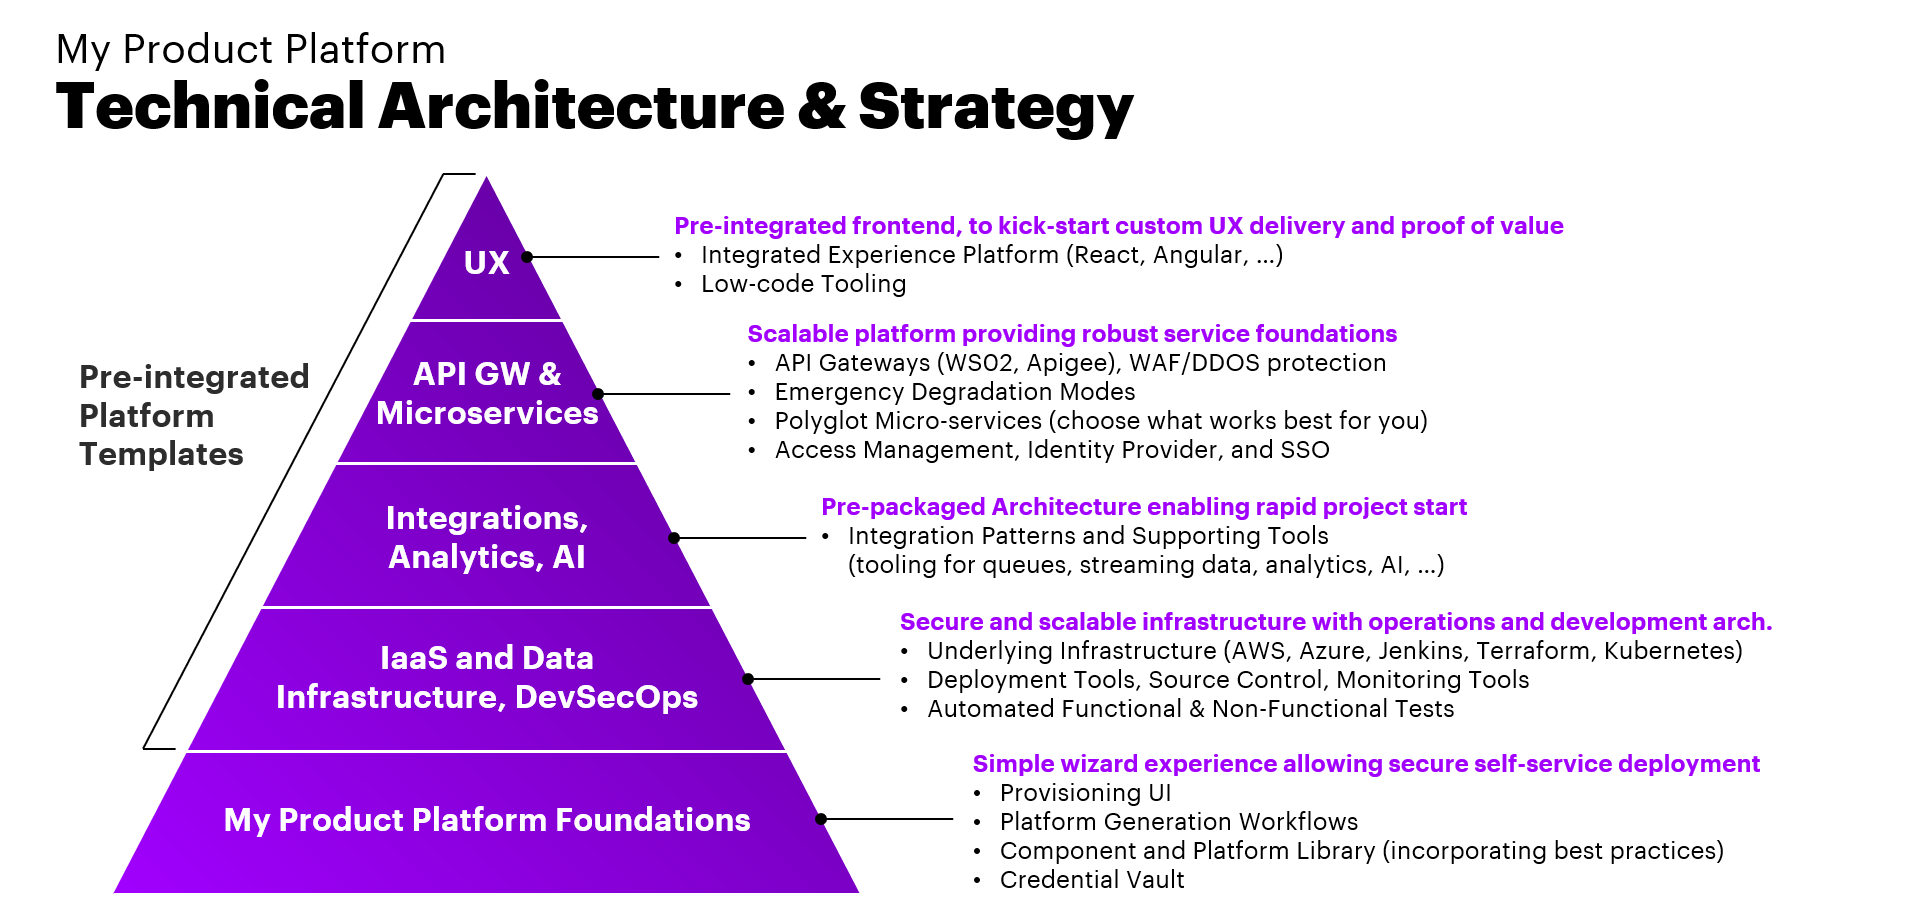 My Product Platform
Technical Architecture & Strategy
Pre-integrated
Platform
Templates
UX
Pre-integrated frontend, to kick-start custom UX delivery and proof of value
• Integrated Experience Platform (React, Angular, ...)
• Low-code Tooling
API GW &
Microservices
Scalable platform providing robust service foundations
• API Gateways (WS02, Apigee), WAF/DDOS protection
• Emergency Degradation Modes
• Polyglot Micro-services (choose what works best for you)
• Access Management, Identity Provider, and SSO
Integrations,
Analytics, AI
Pre-packaged Architecture enabling rapid project start
• Integration Patterns and Supporting Tools
(tooling for queues, streaming data, analytics, AI, ...)
IaaS and Data
Infrastructure, DevSecOps
Secure and scalable infrastructure with operations and development arch.
• Underlying Infrastructure (AWS, Azure, Jenkins, Terraform, Kubernetes)
• Deployment Tools, Source Control, Monitoring Tools
• Automated Functional & Non-Functional Tests
My Product Platform Foundations
Simple wizard experience allowing secure self-service deployment
• Provisioning UI
• Platform Generation Workflows
• Component and Platform Library (incorporating best practices)
• Credential Vault